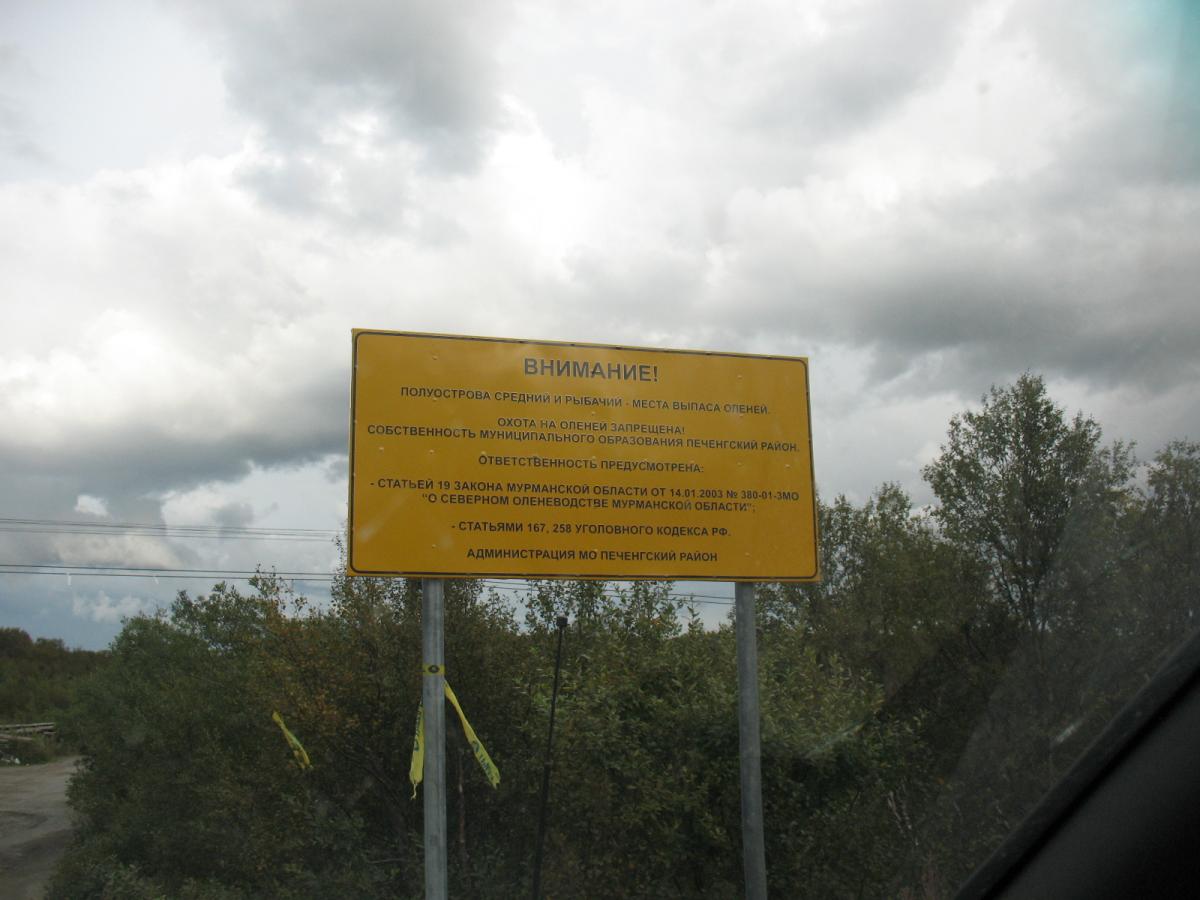 ВНИМАНИЕ!
ПОЛУОСТРОВА СРЕДНИЙ И РЫБАЧИЙ - МЕСТА ВЫПАСА ОЛЕНЕЙ.
ОХОТА НА ОЛЕНЕЙ ЗАПРЕЩЕНА!
СОБСТВЕННОСТЬ МУНИЦИПАЛЬНОГО ОБРАЗОВАНИЯ ПЕЧЕНГСКИЙ РАЙОН.
ОТВЕТСТВЕННОСТЬ ПРЕДУСМОТРЕНА:
- СТАТЬЕЙ 19 ЗАКОНА МУРМАНСКОЙ ОБЛАСТИ ОТ 14.01.2003 № 380-01-ЗМО
"О СЕВЕРНОМ ОЛЕНЕВОДСТВЕ МУРМАНСКОЙ ОБЛАСТИ";
- СТАТЬЯМИ 167, 258 УГОЛОВНОГО КОДЕКСА РФ.
АДМИНИСТРАЦИЯ МО ПЕЧЕНГСКИЙ РАЙОН